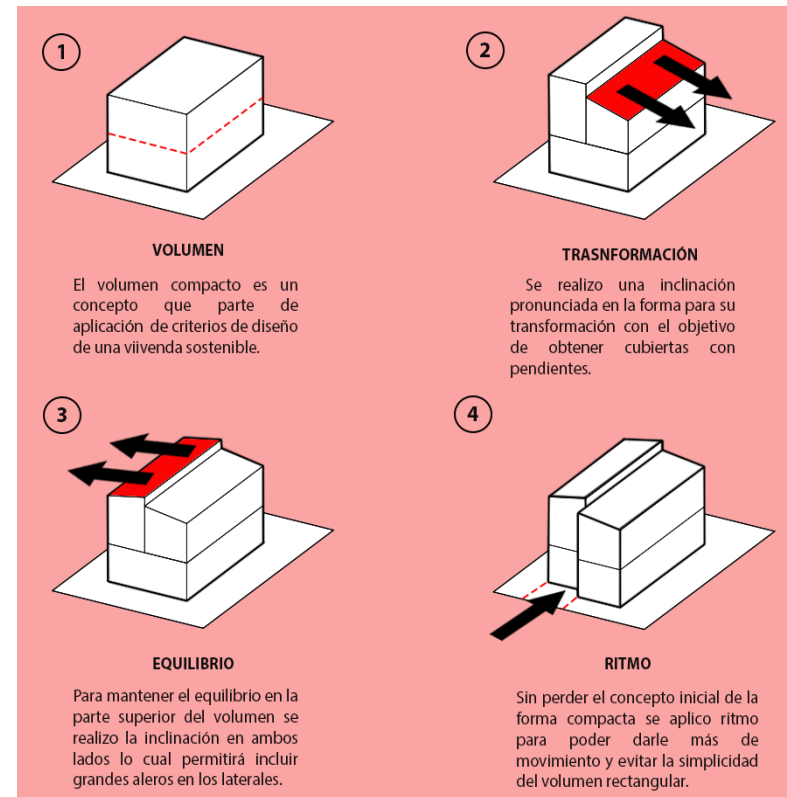 1
VOLUMEN
El volumen compacto es un
concepto que parte de
aplicación de criterios de diseño
de una viivenda sostenible.
2
TRASNFORMACIÓN
Se realizo una inclinación
pronunciada en la forma para su
transformación con el objetivo
de obtener cubiertas con
pendientes.
3
EQUILIBRIO
Para mantener el equilibrio en la
parte superior del volumen se
realizo la inclinación en ambos
lados lo cual permitirá incluir
grandes aleros en los laterales.
4
RITMO
Sin perder el concepto inicial de la
forma compacta se aplico ritmo
para poder darle más de
movimiento y evitar la simplicidad
del volumen rectangular.